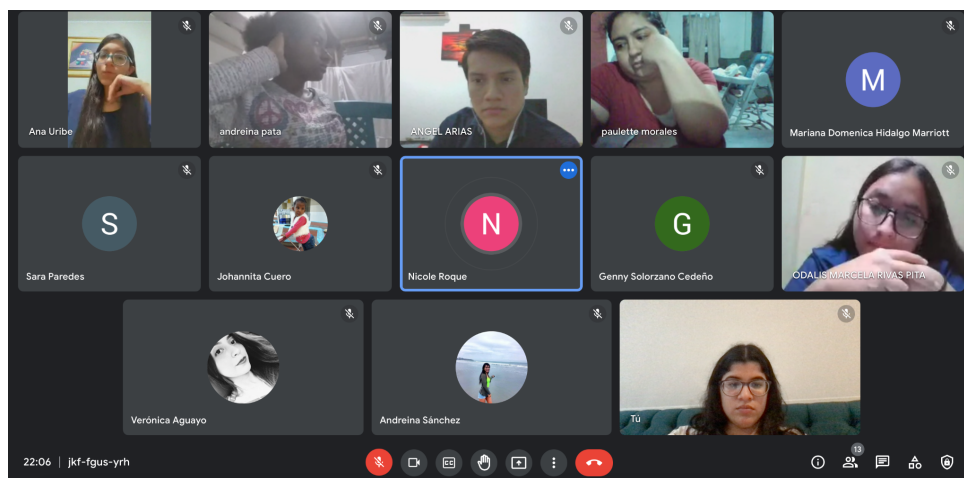 Ana Uribe
andreina pata
ANGEL ARIAS
paulette morales
M
Mariana Domenica Hidalgo Marriott
S
Sara Paredes
Johannita Cuero
N
Nicole Roque
G
Genny Solorzano Cedeño
ODALIS MARCELA RIVAS PITA
Verónica Aguayo
Andreina Sánchez
Tú
22:06 | jkf-fgus-yrh
CC
13